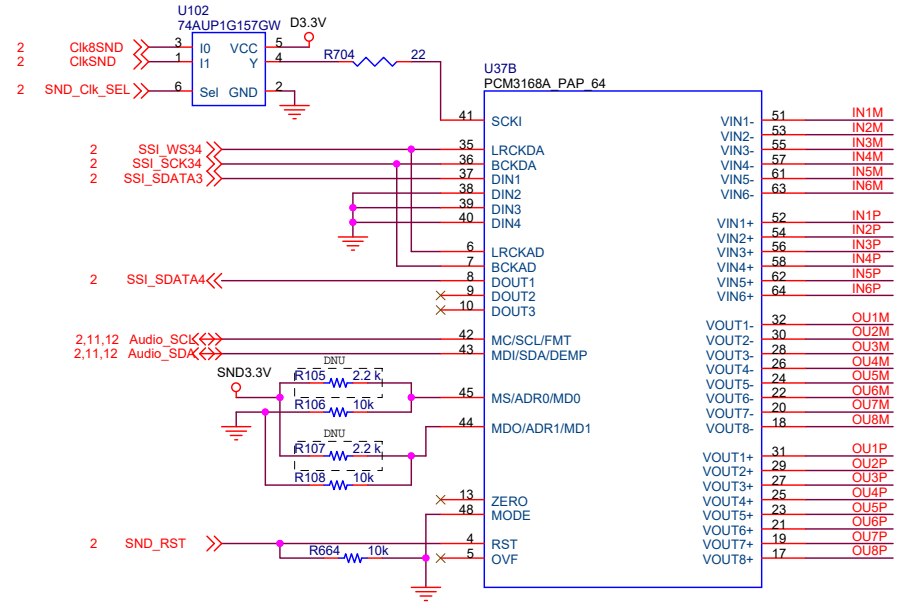 U102
74AUP1G157GW
D3.3V
2 Clk8SND 3 I0 VCC 5
2 ClkSND 1 I1 Y 4
R704 22
2 SND_Clk_SEL 6 Sel GND 2
U37B
PCM3168A_PAP_64
41 SCKI
2 SSI_WS34 35 LRCKDA
2 SSI_SCK34 36 BCKDA
2 SSI_SDATA3 37 DIN1
38 DIN2
39 DIN3
40 DIN4
6 LRCKAD
7 BCKAD
2 SSI_SDATA4 8 DOUT1
9 DOUT2
10 DOUT3
2,11,12 Audio_SCL 42 MC/SCL/FMT
2,11,12 Audio_SDA 43 MDI/SDA/DEMP
SND3.3V
DNU
R105 2.2 k
45 MS/ADR0/MD0
R106 10k
44 MDO/ADR1/MD1
DNU
R107 2.2 k
R108 10k
13 ZERO
48 MODE
2 SND_RST 4 RST
R664 10k
5 OVF
VIN1- 51 IN1M
VIN2- 53 IN2M
VIN3- 55 IN3M
VIN4- 57 IN4M
VIN5- 61 IN5M
VIN6- 63 IN6M
VIN1+ 52 IN1P
VIN2+ 54 IN2P
VIN3+ 56 IN3P
VIN4+ 58 IN4P
VIN5+ 62 IN5P
VIN6+ 64 IN6P
VOUT1- 32 OU1M
VOUT2- 30 OU2M
VOUT3- 28 OU3M
VOUT4- 26 OU4M
VOUT5- 24 OU5M
VOUT6- 22 OU6M
VOUT7- 20 OU7M
VOUT8- 18 OU8M
VOUT1+ 31 OU1P
VOUT2+ 29 OU2P
VOUT3+ 27 OU3P
VOUT4+ 25 OU4P
VOUT5+ 23 OU5P
VOUT6+ 21 OU6P
VOUT7+ 19 OU7P
VOUT8+ 17 OU8P